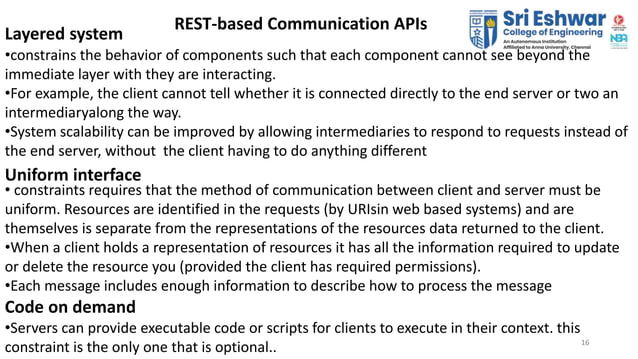 REST-based Communication APIs
Sri Eshwar
College of Engineering
An Autonomous Institution
Affiliated to Anna University, Chennai
Layered system
•constrains the behavior of components such that each component cannot see beyond the
immediate layer with they are interacting.
•For example, the client cannot tell whether it is connected directly to the end server or two an
intermediaryalong the way.
•System scalability can be improved by allowing intermediaries to respond to requests instead of
the end server, without the client having to do anything different
Uniform interface
• constraints requires that the method of communication between client and server must be
uniform. Resources are identified in the requests (by URIsin web based systems) and are
themselves is separate from the representations of the resources data returned to the client.
•When a client holds a representation of resources it has all the information required to update
or delete the resource you (provided the client has required permissions).
•Each message includes enough information to describe how to process the message
Code on demand
•Servers can provide executable code or scripts for clients to execute in their context. this
constraint is the only one that is optional..
16